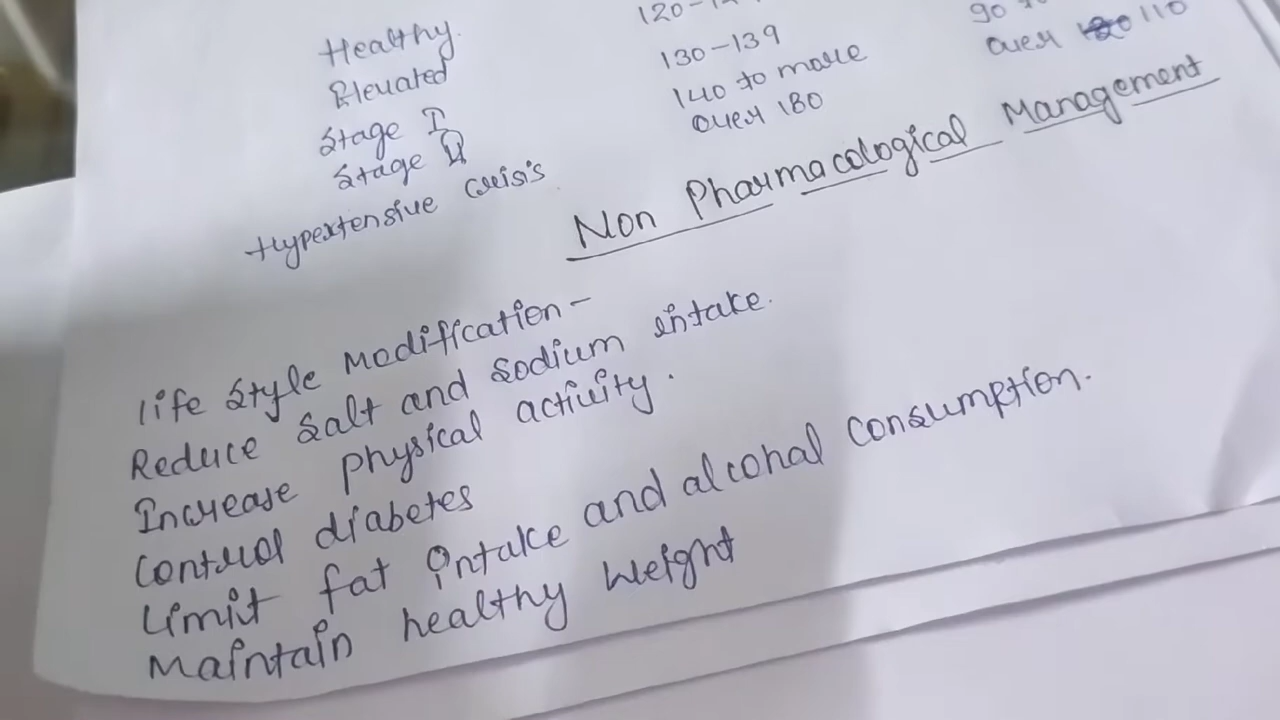 Healthy. 120-12
Elevated 130-139 90
Stage I 140 to more over 110
Stage II over 180
Hypertensive Crisis
Non Pharmacological Management
life style modification-
Reduce salt and sodium intake.
Increase physical activity.
Control diabetes
Limit fat intake and alcohal consumption.
Maintain healthy weight